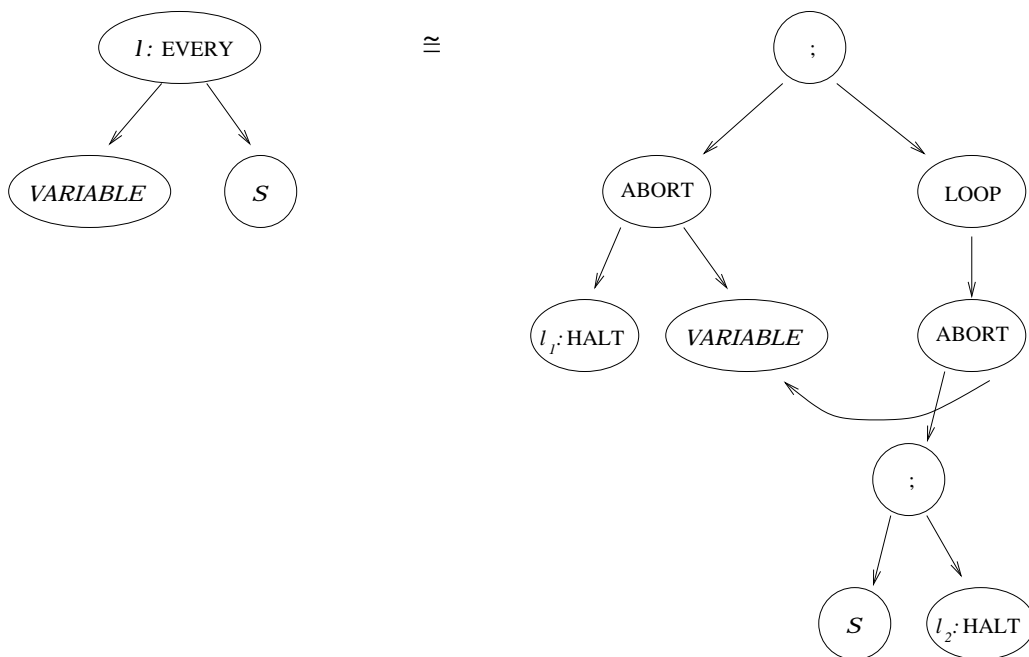 l: EVERY
≅
;
VARIABLE
S
ABORT
LOOP
l₁: HALT
VARIABLE
ABORT
;
S
l₂: HALT